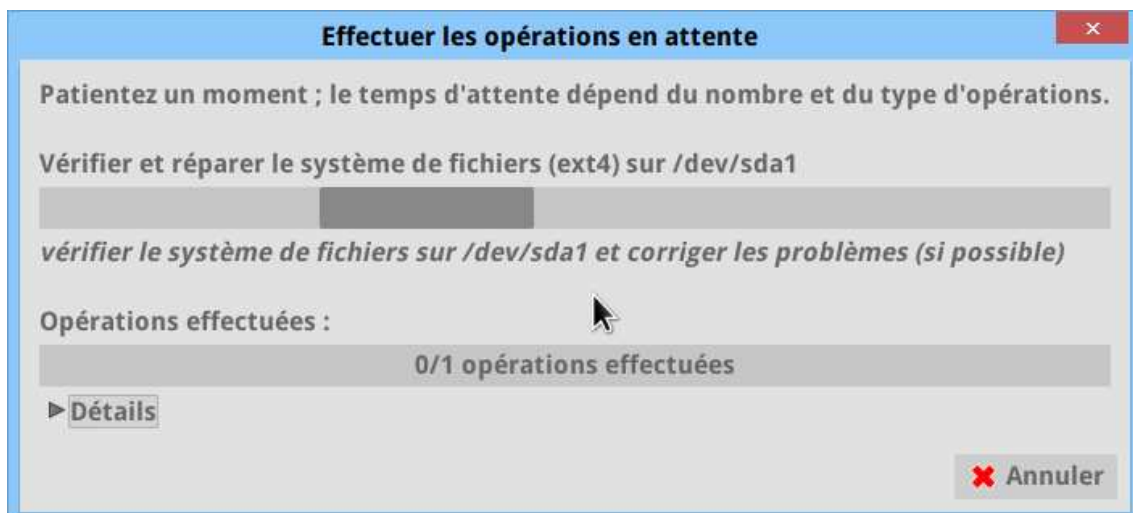 Effectuer les opérations en attente
Patientez un moment ; le temps d'attente dépend du nombre et du type d'opérations.
Vérifier et réparer le système de fichiers (ext4) sur /dev/sda1
vérifier le système de fichiers sur /dev/sda1 et corriger les problèmes (si possible)
Opérations effectuées :
0/1 opérations effectuées
Détails
Annuler